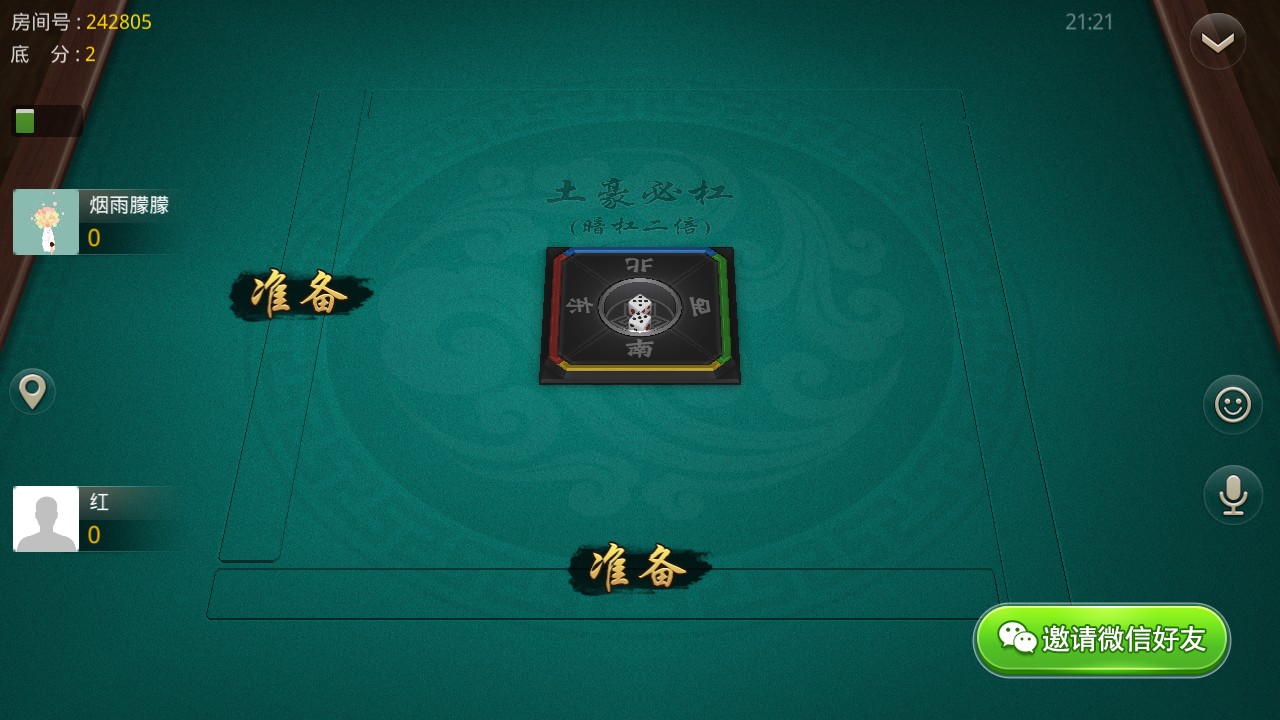 房间号：242805
21:21
底 分：2
土豪必杠
（暗杠二倍）
烟雨朦朦
0
北
东
西
南
准备
红
0
准备
邀请微信好友